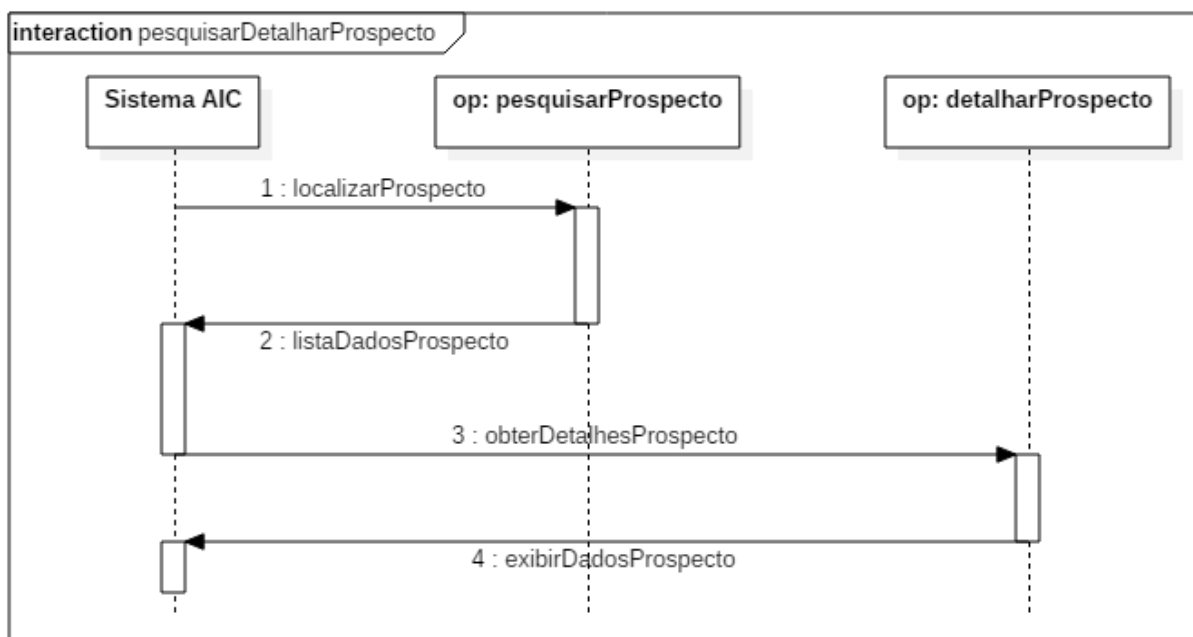 interaction pesquisarDetalharProspecto
Sistema AIC
op: pesquisarProspecto
op: detalharProspecto
1 : localizarProspecto
2 : listaDadosProspecto
3 : obterDetalhesProspecto
4 : exibirDadosProspecto